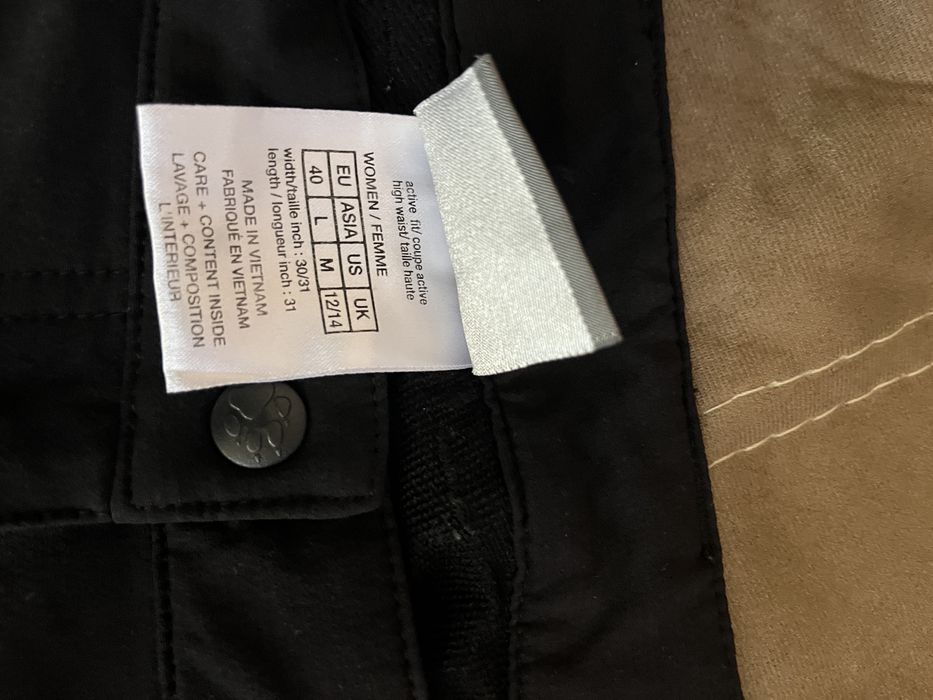 active fit/ coupe active
high waist/ taille haute
WOMEN / FEMME
EU ASIA US UK
40 L M 12/14
width/taille inch : 30/31
length / longueur inch : 31
MADE IN VIETNAM
FABRIQUÉ EN VIETNAM
CARE + CONTENT INSIDE
LAVAGE + COMPOSITION
L'INTERIEUR